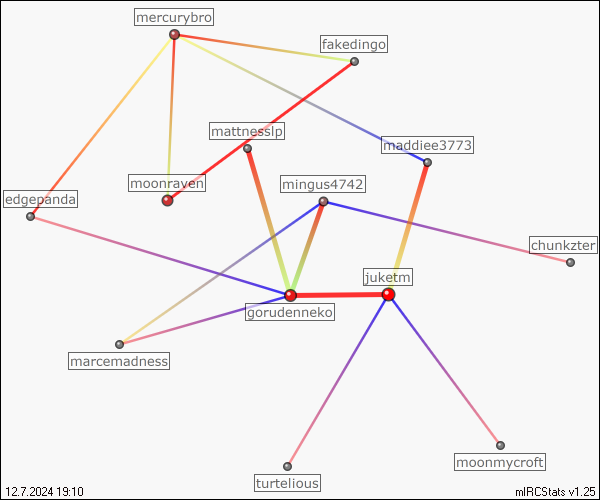 mercurybro
fakedingo
mattnesslp
maddiee3773
moonraven
mingus4742
edgepanda
chunkzter
juketm
gorudenneko
marcemadness
moonmycroft
turtelious
12.7.2024 19:10
mIRCStats v1.25